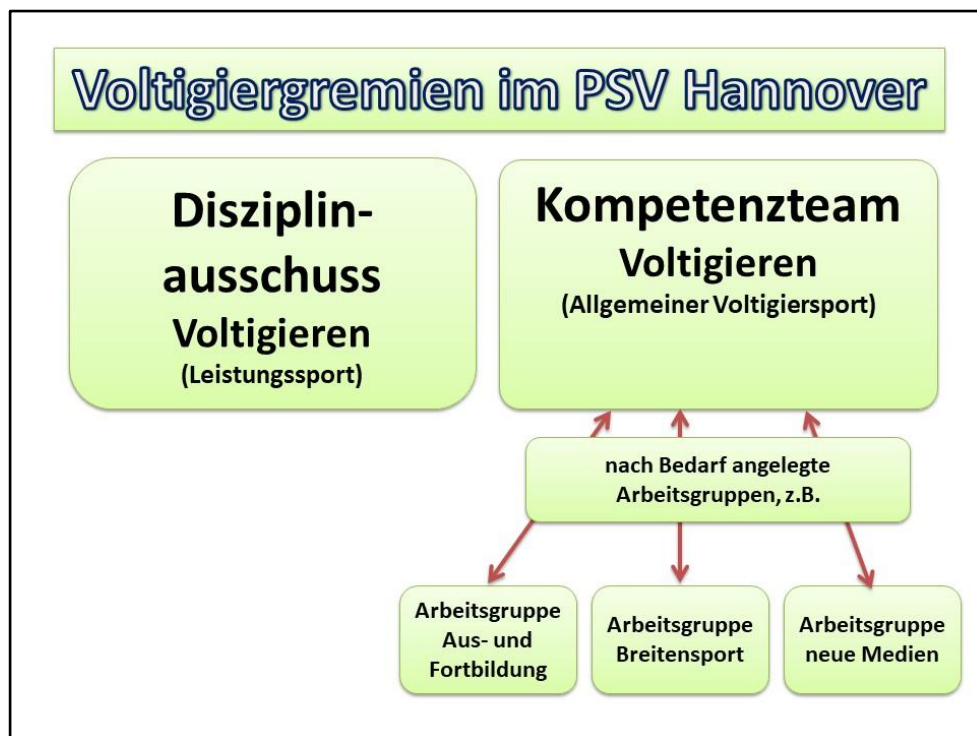 Voltigiergremien im PSV Hannover
Disziplin-
ausschuss
Voltigieren
(Leistungssport)
Kompetenzteam
Voltigieren
(Allgemeiner Voltigiersport)
nach Bedarf angelegte
Arbeitsgruppen, z.B.
Arbeitsgruppe
Aus- und
Fortbildung
Arbeitsgruppe
Breitensport
Arbeitsgruppe
neue Medien